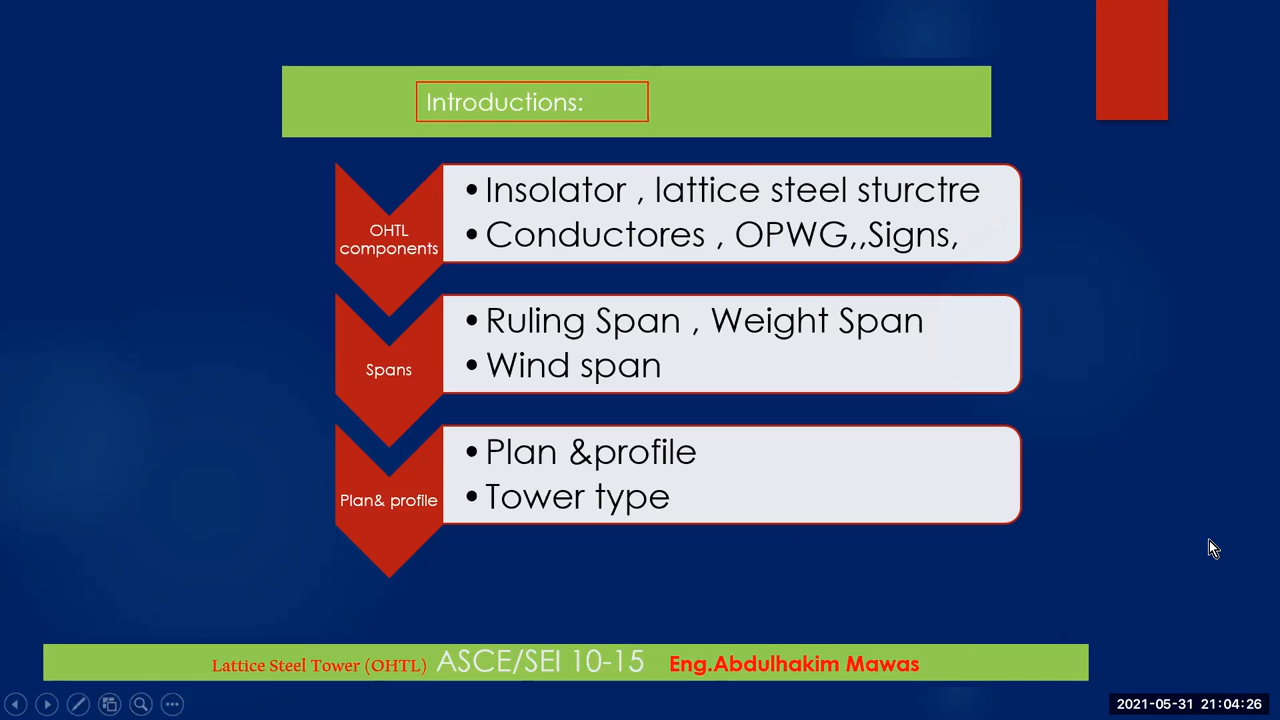 Introductions:
OHTL
components
•Insolator , lattice steel sturctre
•Conductores , OPWG,,Signs,
Spans
•Ruling Span , Weight Span
•Wind span
Plan& profile
•Plan &profile
•Tower type
Lattice Steel Tower (OHTL) ASCE/SEI 10-15 Eng.Abdulhakim Mawas
2021-05-31 21:04:26